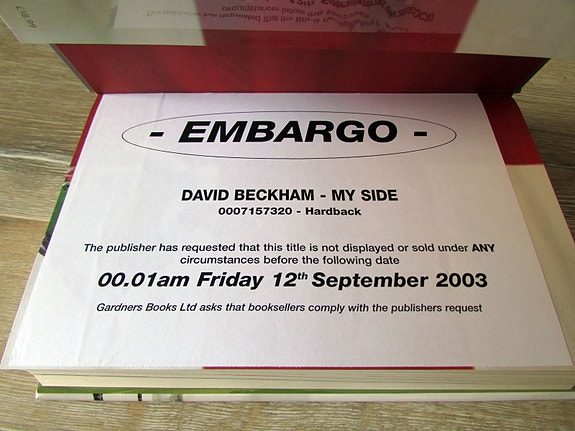 £18.99
- EMBARGO -
DAVID BECKHAM - MY SIDE
0007157320 - Hardback
The publisher has requested that this title is not displayed or sold under ANY
circumstances before the following date
00.01am Friday 12th September 2003
Gardners Books Ltd asks that booksellers comply with the publishers request